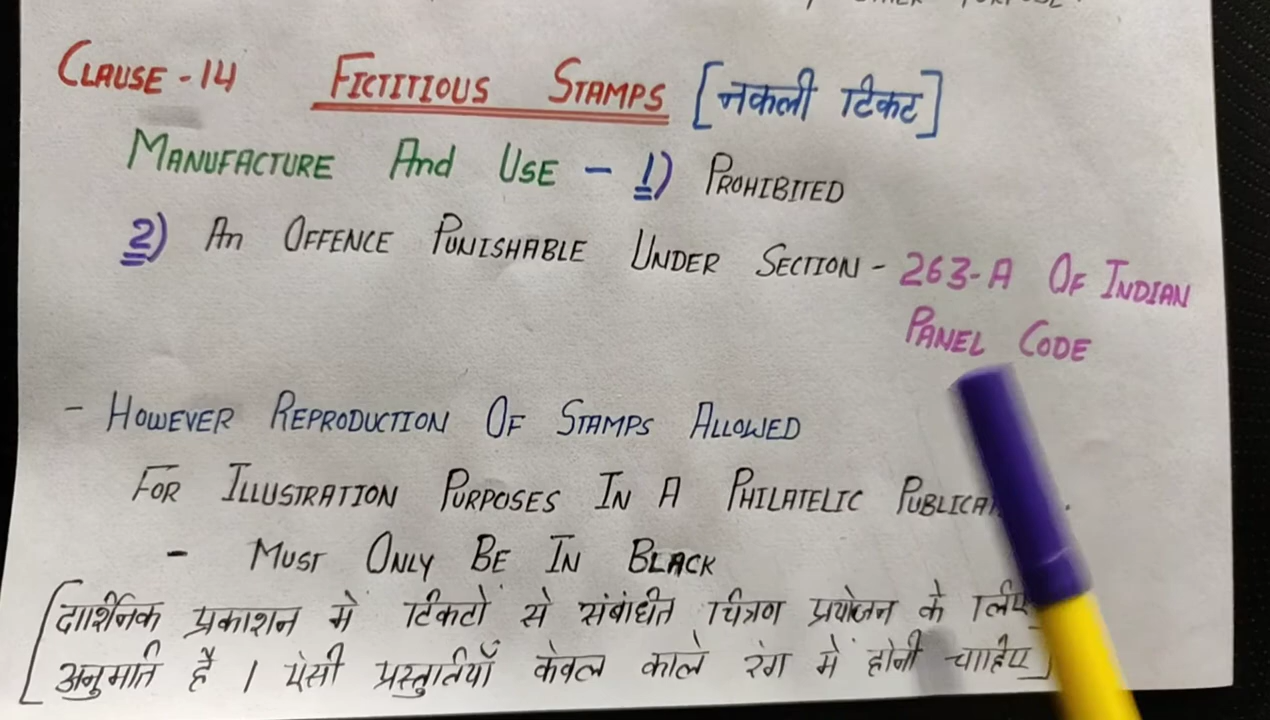 CLAUSE - 14 FICTITIOUS STAMPS [नकली टिकट]
MANUFACTURE And USE - 1) PROHIBITED
2) An OFFENCE PUNISHABLE UNDER SECTION - 263-A OF INDIAN
PANEL CODE
- HOWEVER REPRODUCTION OF STAMPS ALLOWED
FOR ILLUSTRATION PURPOSES IN A PHILATELIC
- MUST ONLY BE IN BLACK
[दार्शनिक प्रकाशन में टिकटों से संबंधित चित्रण प्रयोजन के लिए
अनुमति है । ऐसी प्रस्तुतियाँ केवल काले रंग में होनी चाहिए]